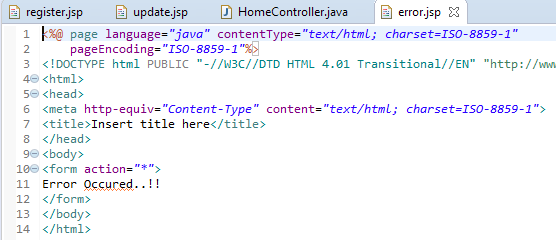 register.jsp update.jsp HomeController.java error.jsp
1 <%@ page language="java" contentType="text/html; charset=ISO-8859-1"
2 pageEncoding="ISO-8859-1"%>
3 <!DOCTYPE html PUBLIC "-//W3C//DTD HTML 4.01 Transitional//EN" "http://ww
4 <html>
5 <head>
6 <meta http-equiv="Content-Type" content="text/html; charset=ISO-8859-1">
7 <title>Insert title here</title>
8 </head>
9 <body>
10 <form action="*">
11 Error Occured..!!
12 </form>
13 </body>
14 </html>